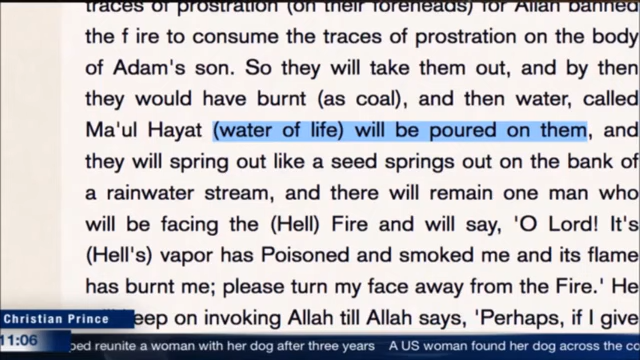 traces of prostration (on their foreheads) for Allah banned
the f ire to consume the traces of prostration on the body
of Adam's son. So they will take them out, and by then
they would have burnt (as coal), and then water, called
Ma'ul Hayat (water of life) will be poured on them, and
they will spring out like a seed springs out on the bank of
a rainwater stream, and there will remain one man who
will be facing the (Hell) Fire and will say, 'O Lord! It's
(Hell's) vapor has Poisoned and smoked me and its flame
has burnt me; please turn my face away from the Fire.' He
keep on invoking Allah till Allah says, 'Perhaps, if I give
Christian Prince
11:06
reunite a woman with her dog after three years A US woman found her dog across the